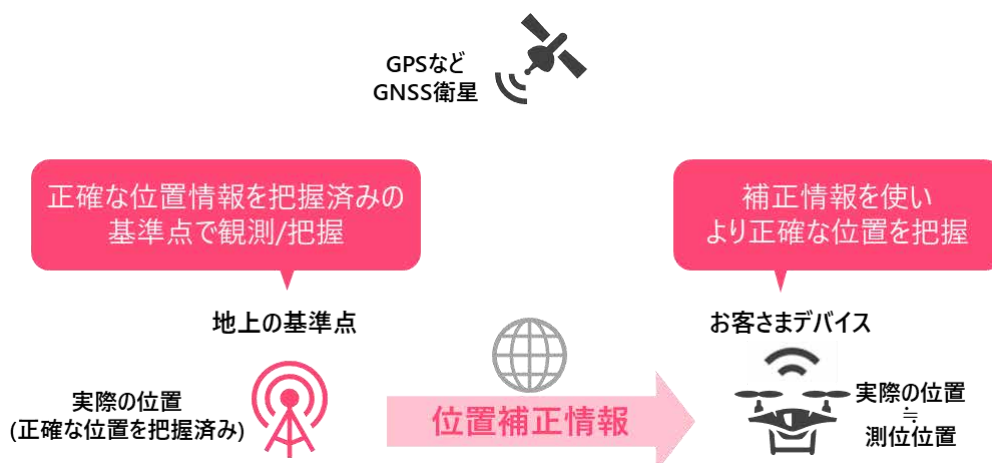 GPSなど
GNSS衛星
正確な位置情報を把握済みの
基準点で観測/把握
補正情報を使い
より正確な位置を把握
地上の基準点
お客さまデバイス
実際の位置
(正確な位置を把握済み)
位置補正情報
実際の位置
≒
測位位置